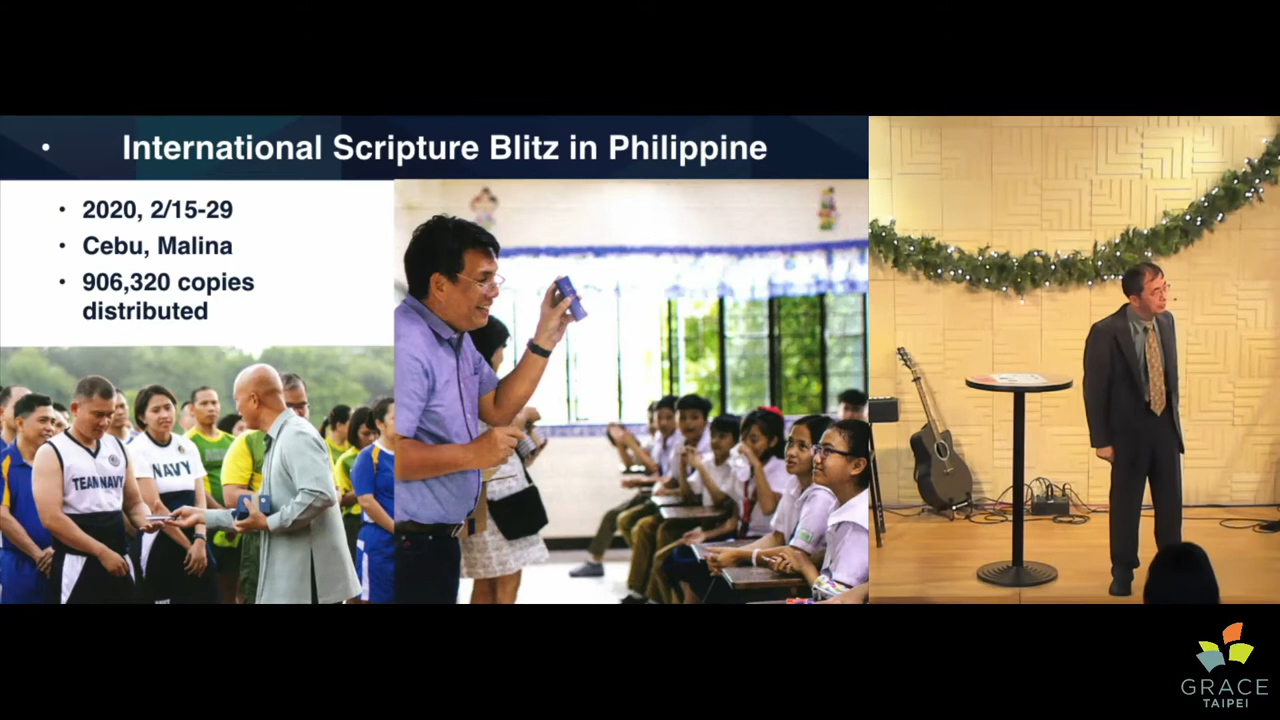 • International Scripture Blitz in Philippine
• 2020, 2/15-29
• Cebu, Malina
• 906,320 copies
distributed
TEAM NAVY
NAVY
GRACE
TAIPEI